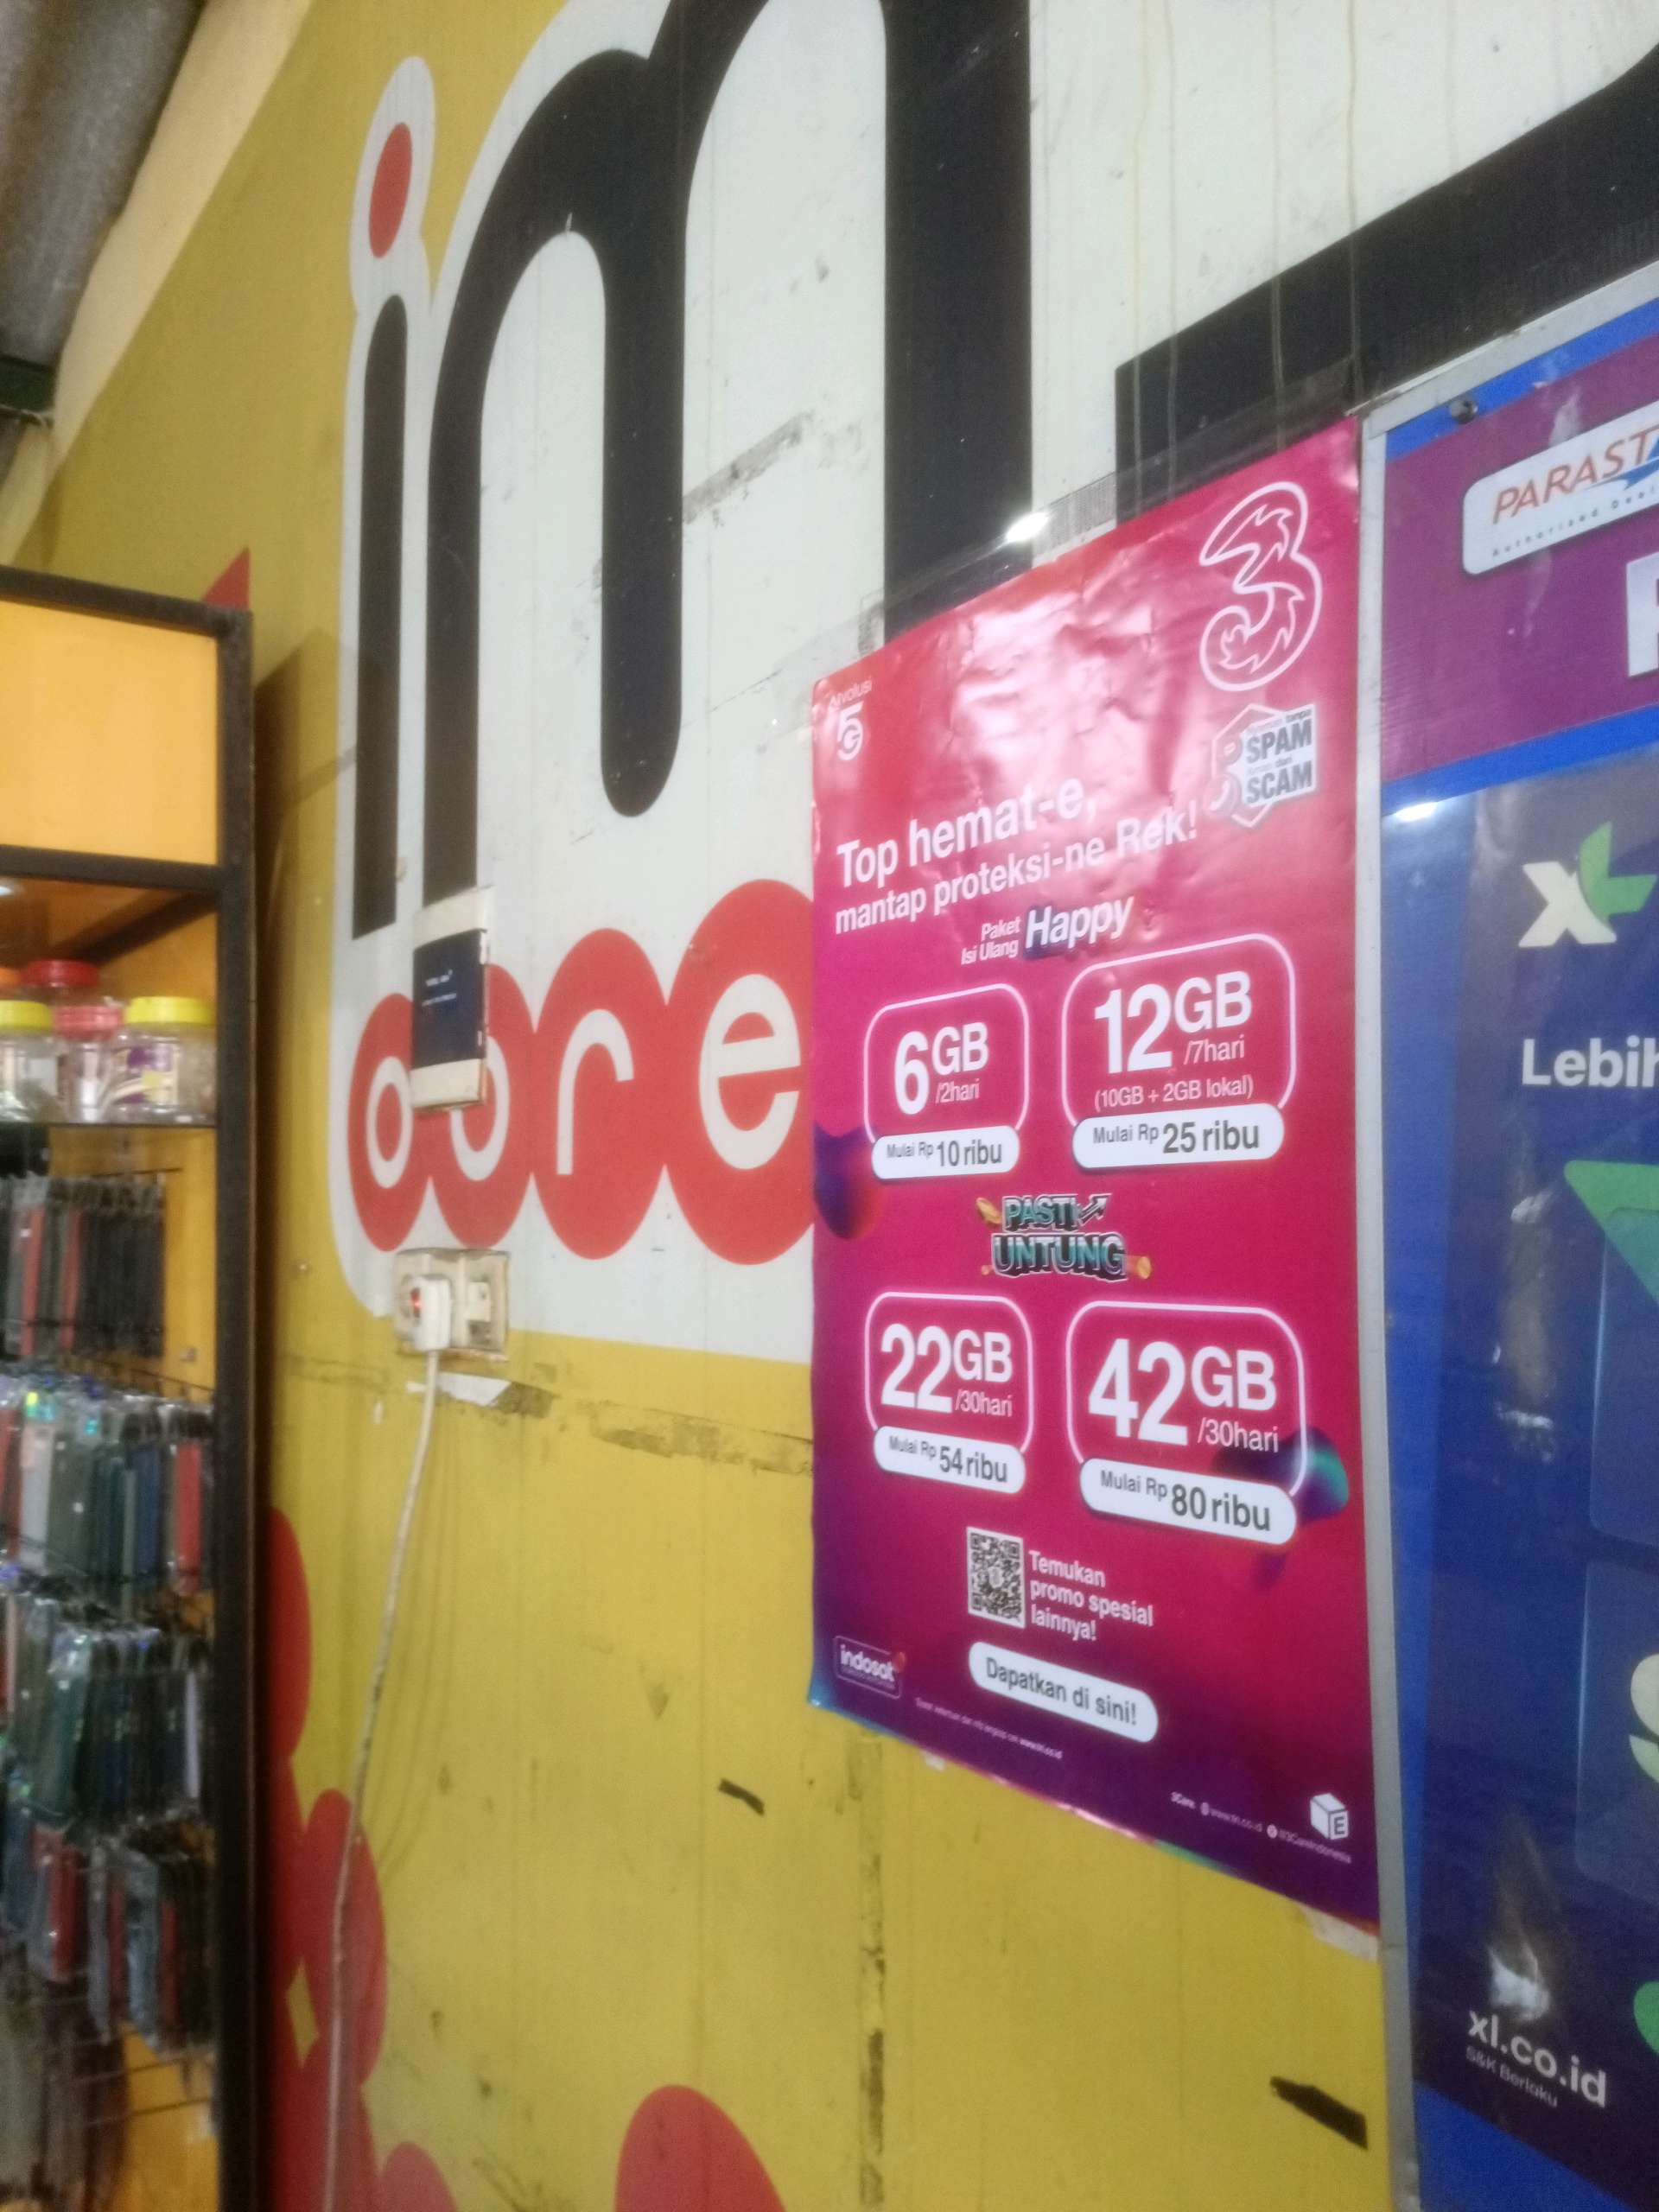 im
oore
3
5G
SPAM
SCAM
Top hemat-e,
mantap proteksi-ne Rek!
Paket
Isi Ulang
Happy
6GB
/2hari
Mulai Rp 10 ribu
12GB
/7hari
(10GB + 2GB lokal)
Mulai Rp 25 ribu
PASTI
UNTUNG
22GB
/30hari
Mulai Rp 54 ribu
42GB
/30hari
Mulai Rp 80 ribu
Temukan
promo spesial
lainnya!
Dapatkan di sini!
indosat
E
PARAST
Authorized
XL
Lebih
xl.co.id
S&K Berlaku